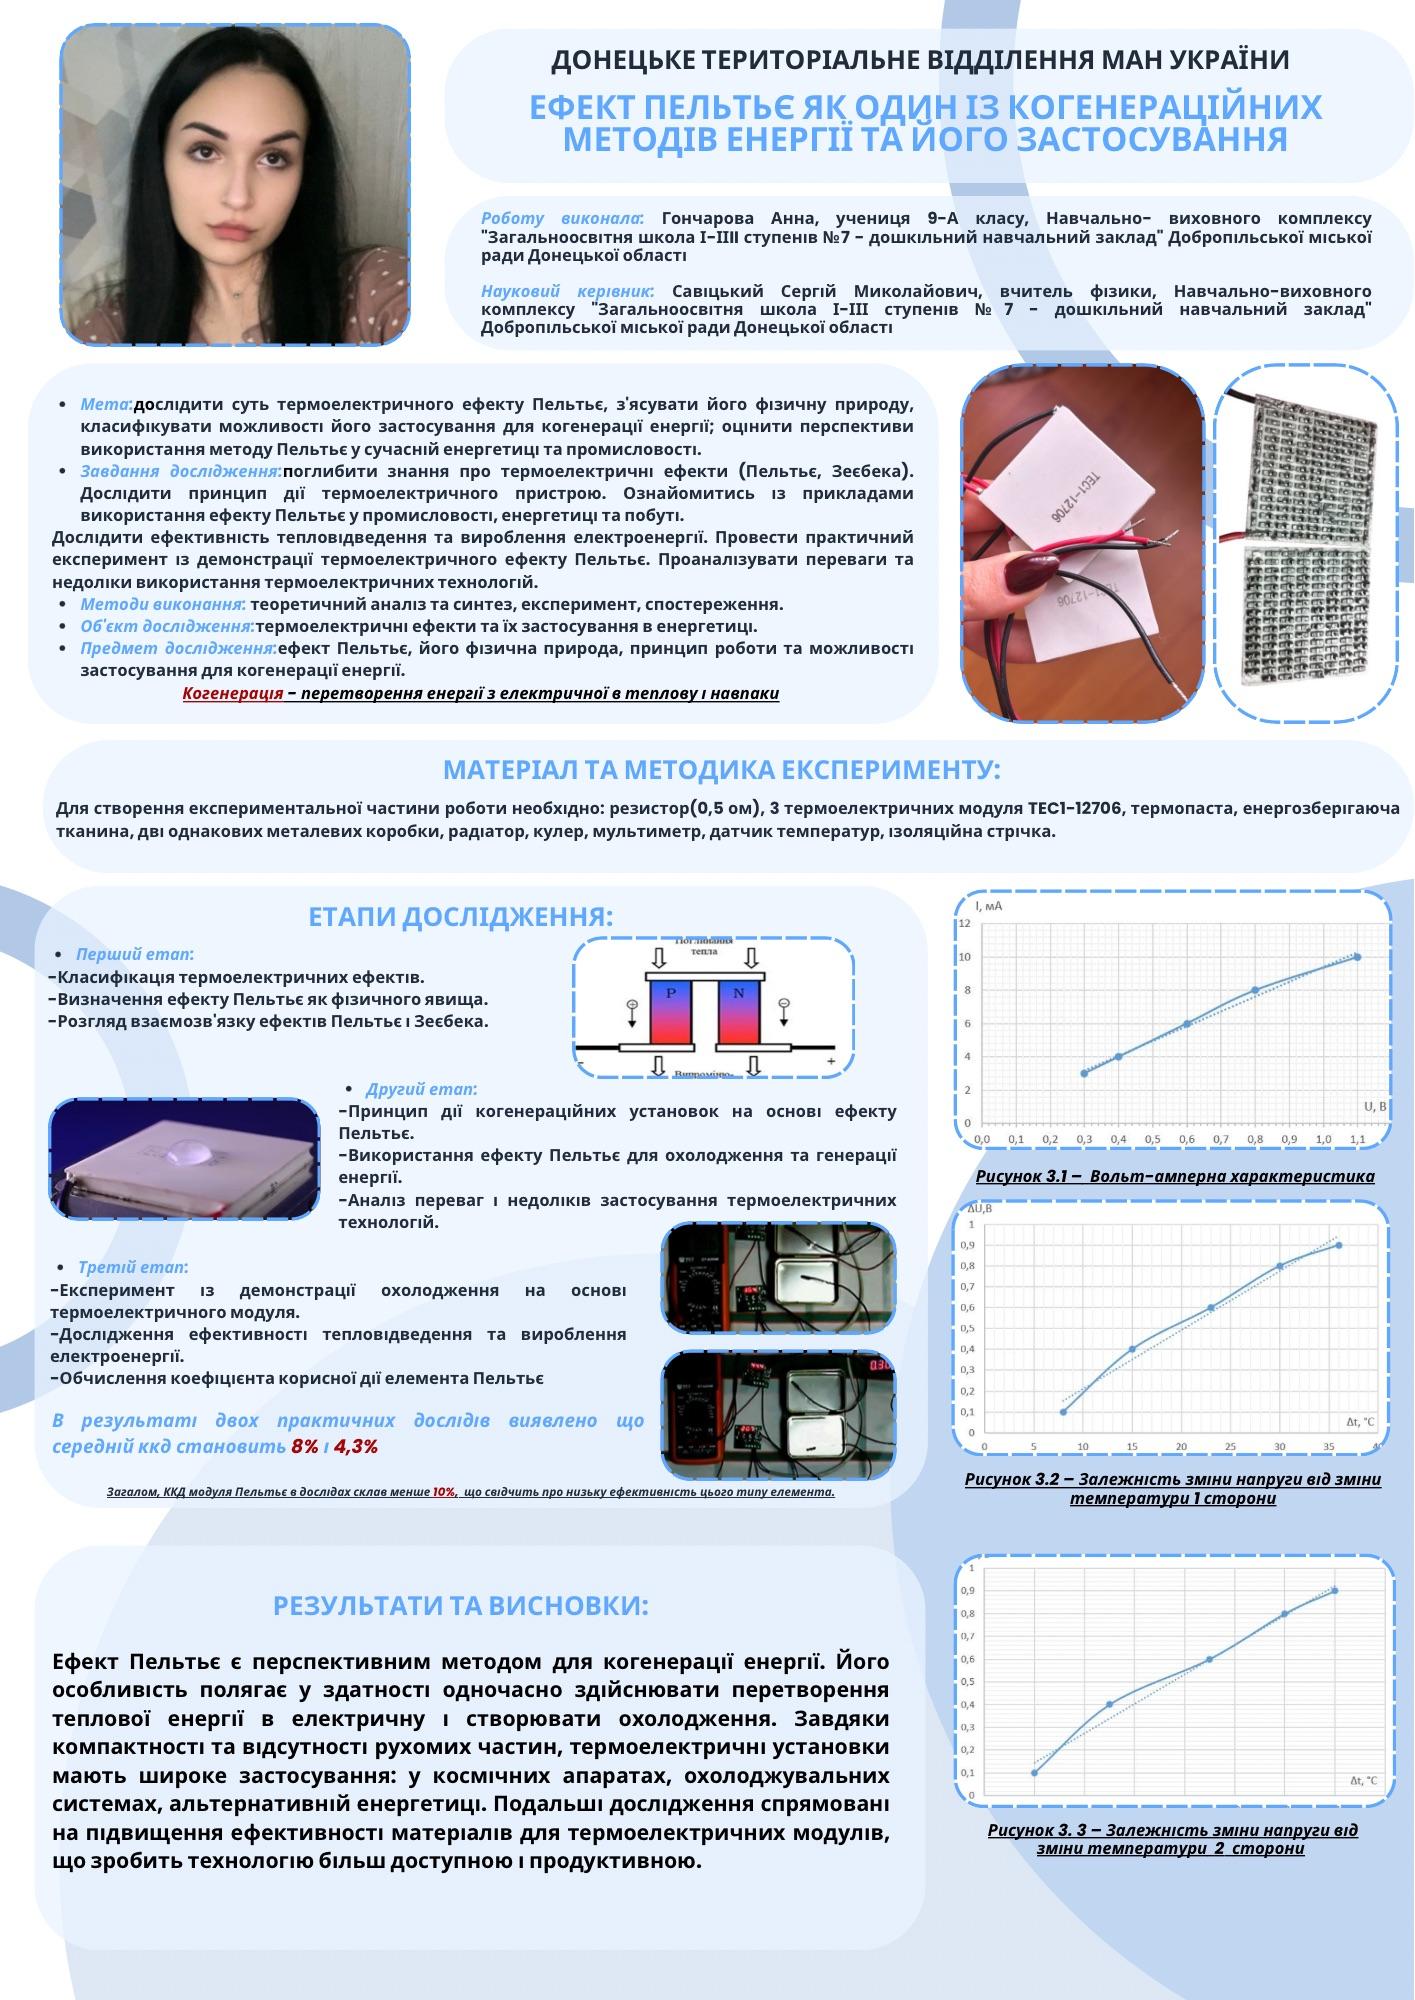 ДОНЕЦЬКЕ ТЕРИТОРІАЛЬНЕ ВІДДІЛЕННЯ МАН УКРАЇНИ
ЕФЕКТ ПЕЛЬТЬЄ ЯК ОДИН ІЗ КОГЕНЕРАЦІЙНИХ
МЕТОДІВ ЕНЕРГІЇ ТА ЙОГО ЗАСТОСУВАННЯ
Роботу виконала: Гончарова Анна, учениця 9-А класу, Навчально- виховного комплексу
"Загальноосвітня школа І-ІІІІ ступенів №7 - дошкільний навчальний заклад" Добропільської міської
ради Донецької області
Науковий керівник: Савіцький Сергій Миколайович, вчитель фізики, Навчально-виховного
комплексу "Загальноосвітня школа І-ІІІ ступенів № 7 - дошкільний навчальний заклад"
Добропільської міської ради Донецької області
• Мета:дослідити суть термоелектричного ефекту Пельтьє, з'ясувати його фізичну природу,
класифікувати можливості його застосування для когенерації енергії; оцінити перспективи
використання методу Пельтьє у сучасній енергетиці та промисловості.
• Завдання дослідження:поглибити знання про термоелектричні ефекти (Пельтьє, Зеєбека).
Дослідити принцип дії термоелектричного пристрою. Ознайомитись із прикладами
використання ефекту Пельтьє у промисловості, енергетиці та побуті.
Дослідити ефективність тепловідведення та вироблення електроенергії. Провести практичний
експеримент із демонстрації термоелектричного ефекту Пельтьє. Проаналізувати переваги та
недоліки використання термоелектричних технологій.
• Методи виконання: теоретичний аналіз та синтез, експеримент, спостереження.
• Об'єкт дослідження:термоелектричні ефекти та їх застосування в енергетиці.
• Предмет дослідження:ефект Пельтьє, його фізична природа, принцип роботи та можливості
застосування для когенерації енергії.
Когенерація - перетворення енергії з електричної в теплову і навпаки
TEC1-12706
TEC1-12706
МАТЕРІАЛ ТА МЕТОДИКА ЕКСПЕРИМЕНТУ:
Для створення експериментальної частини роботи необхідно: резистор(0,5 ом), 3 термоелектричних модуля TEC1-12706, термопаста, енергозберігаюча
тканина, дві однакових металевих коробки, радіатор, кулер, мультиметр, датчик температур, ізоляційна стрічка.
ЕТАПИ ДОСЛІДЖЕННЯ:
• Перший етап:
-Класифікація термоелектричних ефектів.
-Визначення ефекту Пельтьє як фізичного явища.
-Розгляд взаємозв'язку ефектів Пельтьє і Зеєбека.
Поглинання
тепла
P N
- +
Випроміню-
• Другий етап:
-Принцип дії когенераційних установок на основі ефекту
Пельтьє.
-Використання ефекту Пельтьє для охолодження та генерації
енергії.
-Аналіз переваг і недоліків застосування термоелектричних
технологій.
• Третій етап:
-Експеримент із демонстрації охолодження на основі
термоелектричного модуля.
-Дослідження ефективності тепловідведення та вироблення
електроенергії.
-Обчислення коефіцієнта корисної дії елемента Пельтьє
В результаті двох практичних дослідів виявлено що
середній ккд становить 8% і 4,3%
Загалом, ККД модуля Пельтьє в дослідах склав менше 10%, що свідчить про низьку ефективність цього типу елемента.
I, мА
12
10
8
6
4
2
0
U, В
0,0 0,1 0,2 0,3 0,4 0,5 0,6 0,7 0,8 0,9 1,0 1,1
Рисунок 3.1 – Вольт-амперна характеристика
ΔU,В
1
0,9
0,8
0,7
0,6
0,5
0,4
0,3
0,2
0,1
0
Δt, °C
0 5 10 15 20 25 30 35 40
Рисунок 3.2 – Залежність зміни напруги від зміни
температури 1 сторони
1
0,9
0,8
0,7
0,6
0,5
0,4
0,3
0,2
0,1
0
Δt, °C
Рисунок 3. 3 – Залежність зміни напруги від
зміни температури 2 сторони
РЕЗУЛЬТАТИ ТА ВИСНОВКИ:
Ефект Пельтьє є перспективним методом для когенерації енергії. Його
особливість полягає у здатності одночасно здійснювати перетворення
теплової енергії в електричну і створювати охолодження. Завдяки
компактності та відсутності рухомих частин, термоелектричні установки
мають широке застосування: у космічних апаратах, охолоджувальних
системах, альтернативній енергетиці. Подальші дослідження спрямовані
на підвищення ефективності матеріалів для термоелектричних модулів,
що зробить технологію більш доступною і продуктивною.